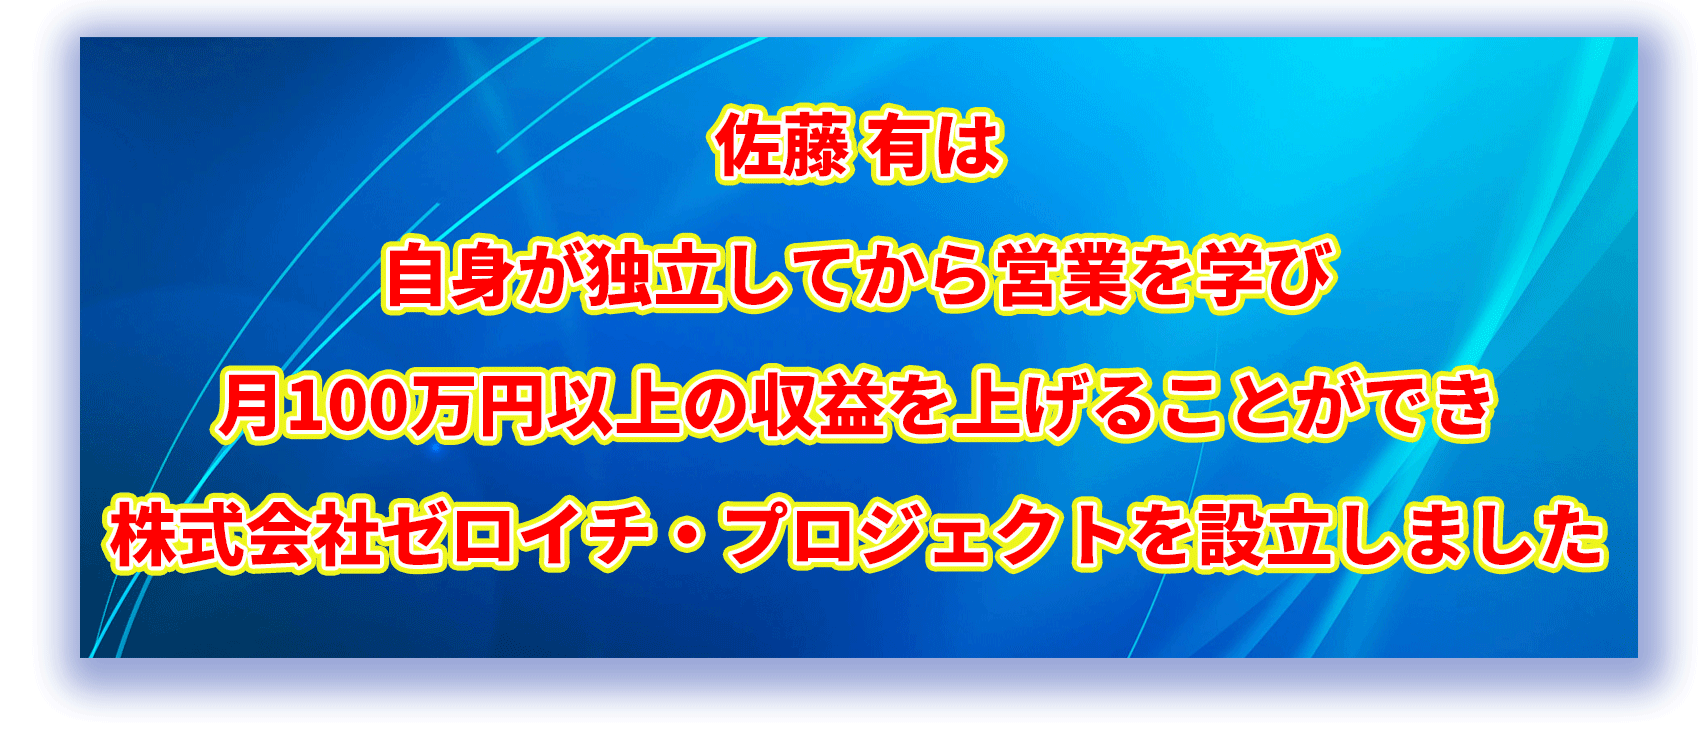 佐藤 有は
自身が独立してから営業を学び
月100万円以上の収益を上げることができ
株式会社ゼロイチ・プロジェクトを設立しました